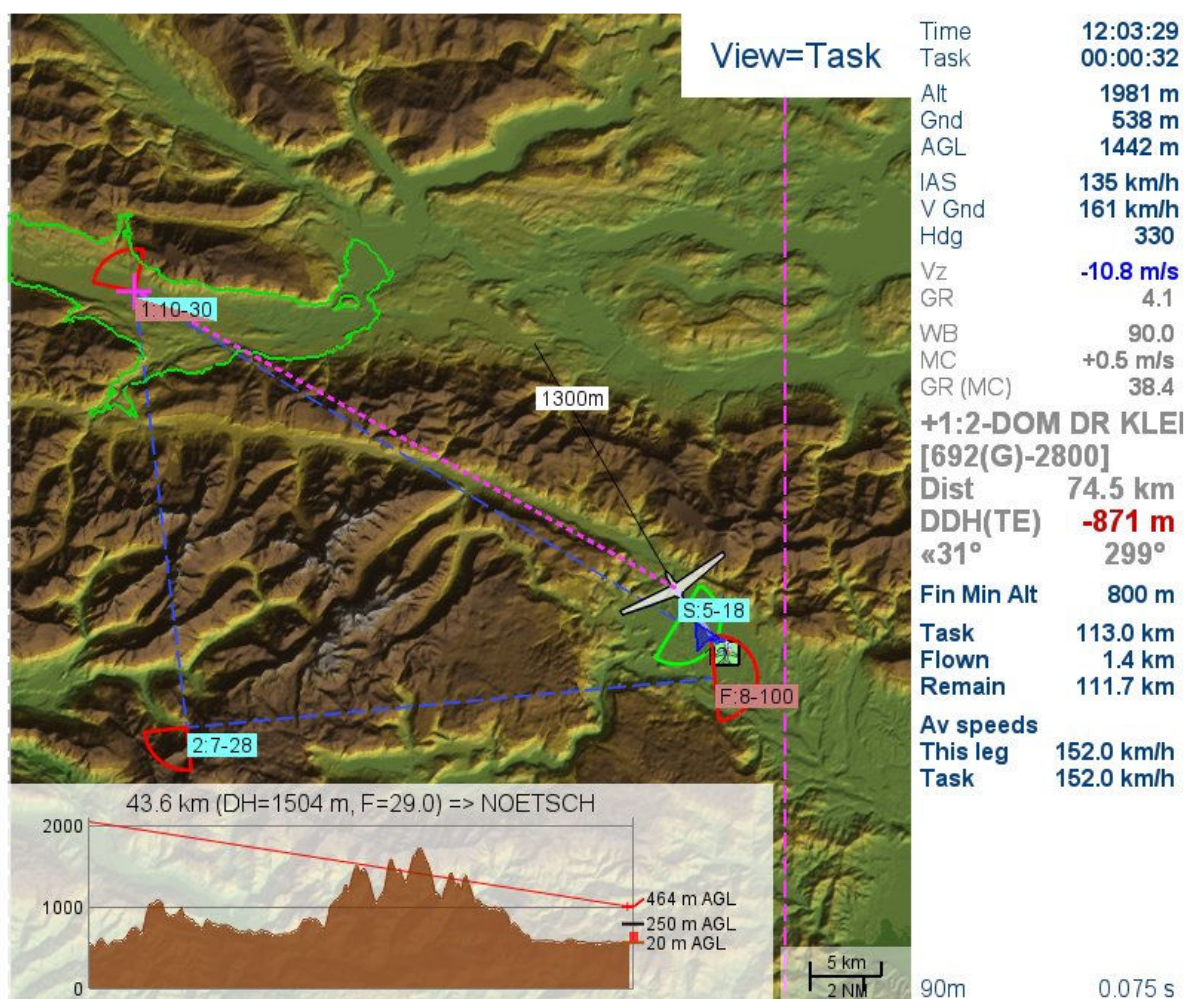 View=Task
1:10-30
1300m
S:5-18
F:8-100
2:7-28
43.6 km (DH=1504 m, F=29.0) => NOETSCH
2000
1000
0
464 m AGL
250 m AGL
20 m AGL
5 km
2 NM
Time 12:03:29
Task 00:00:32
Alt 1981 m
Gnd 538 m
AGL 1442 m
IAS 135 km/h
V Gnd 161 km/h
Hdg 330
Vz -10.8 m/s
GR 4.1
WB 90.0
MC +0.5 m/s
GR (MC) 38.4
+1:2-DOM DR KLEI
[692(G)-2800]
Dist 74.5 km
DDH(TE) -871 m
«31° 299°
Fin Min Alt 800 m
Task 113.0 km
Flown 1.4 km
Remain 111.7 km
Av speeds
This leg 152.0 km/h
Task 152.0 km/h
90m 0.075 s